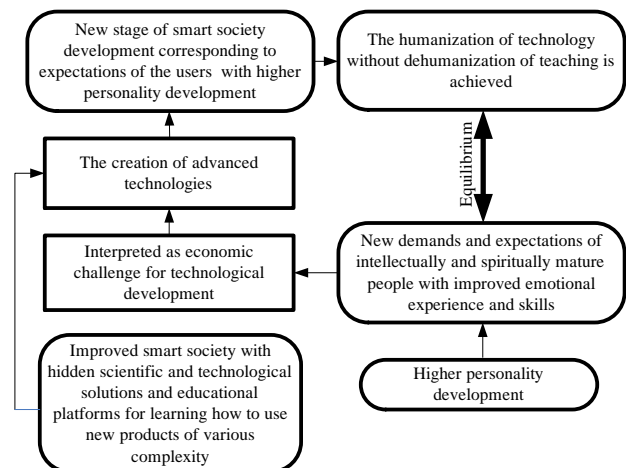 New stage of smart society
development corresponding to
expectations of the users with higher
personality development
The humanization of technology
without dehumanization of teaching is
achieved
The creation of advanced
technologies
Equilibrium
Interpreted as economic
challenge for technological
development
New demands and expectations of
intellectually and spiritually mature
people with improved emotional
experience and skills
Improved smart society with
hidden scientific and technological
solutions and educational
platforms for learning how to use
new products of various
complexity
Higher personality
development